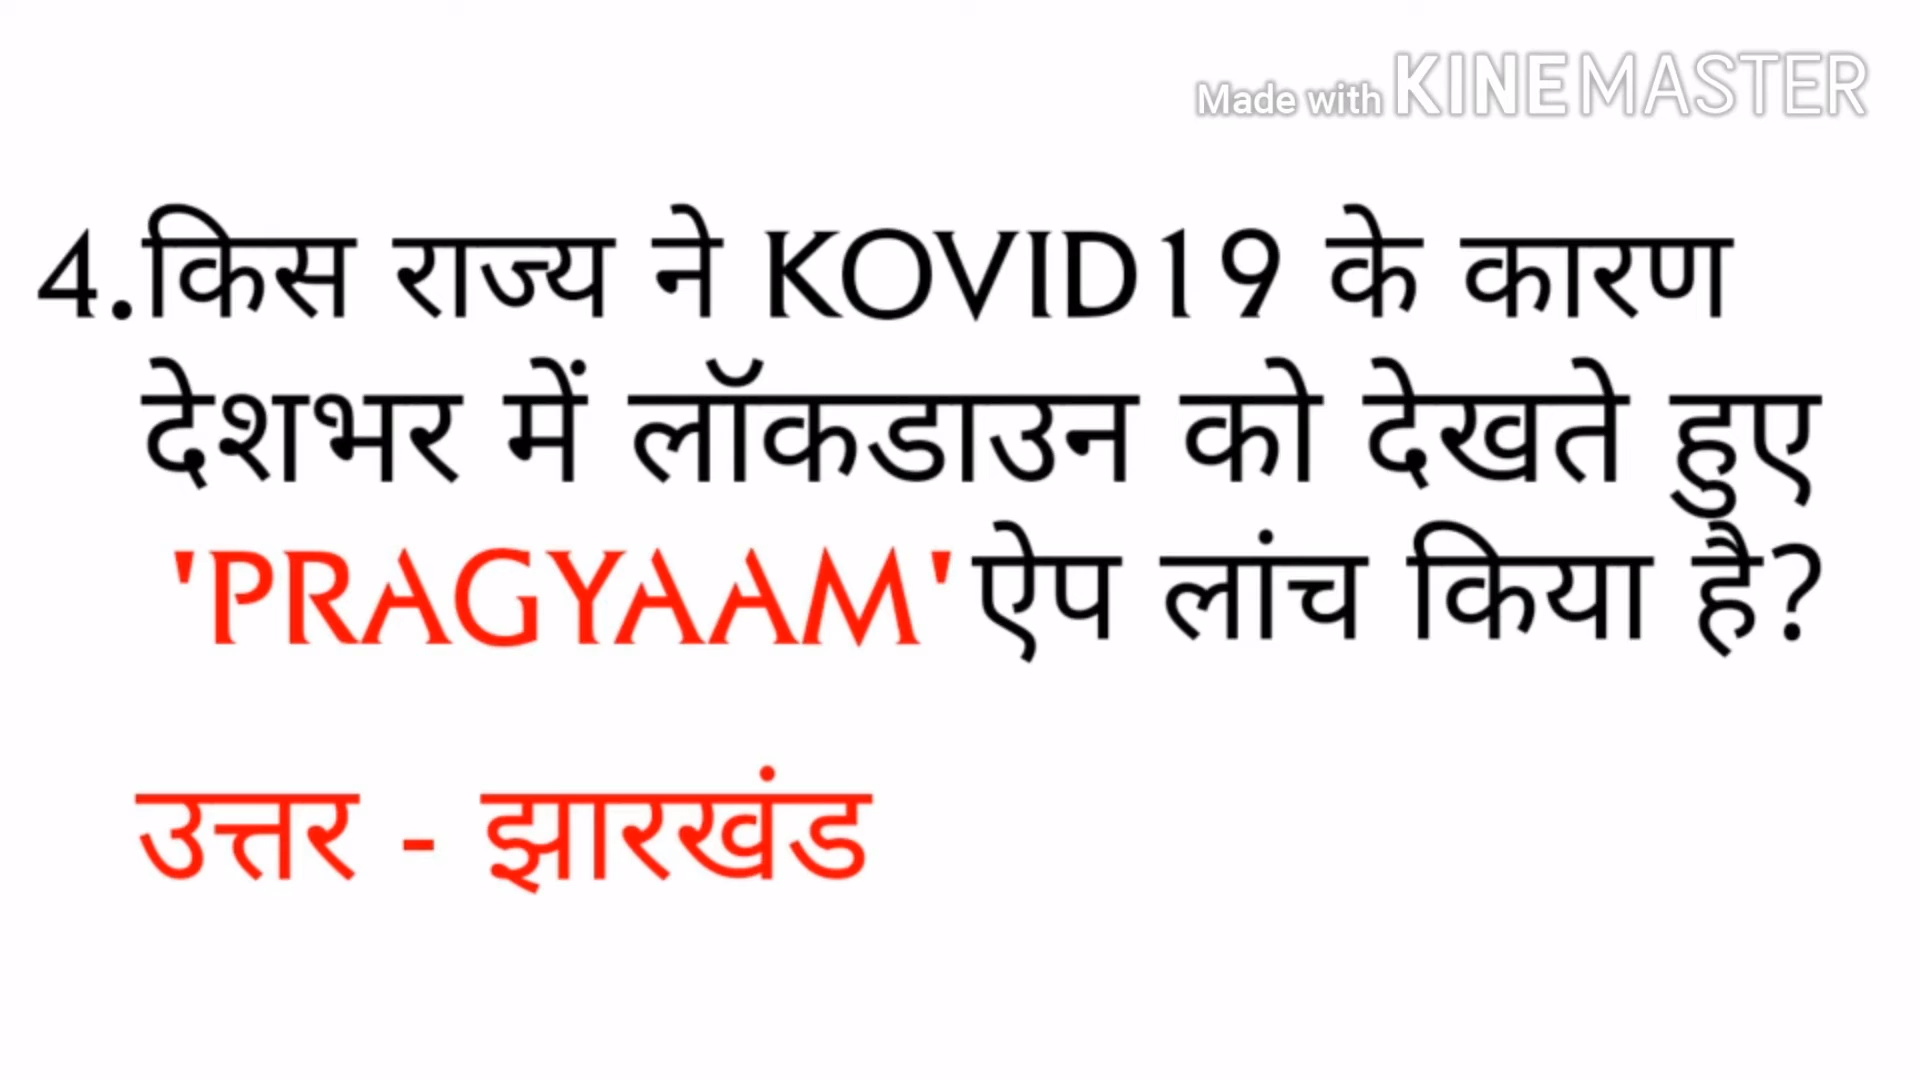 Made with KINEMASTER
4.किस राज्य ने KOVID19 के कारण
देशभर में लॉकडाउन को देखते हुए
'PRAGYAAM' ऐप लांच किया है?
उत्तर - झारखंड